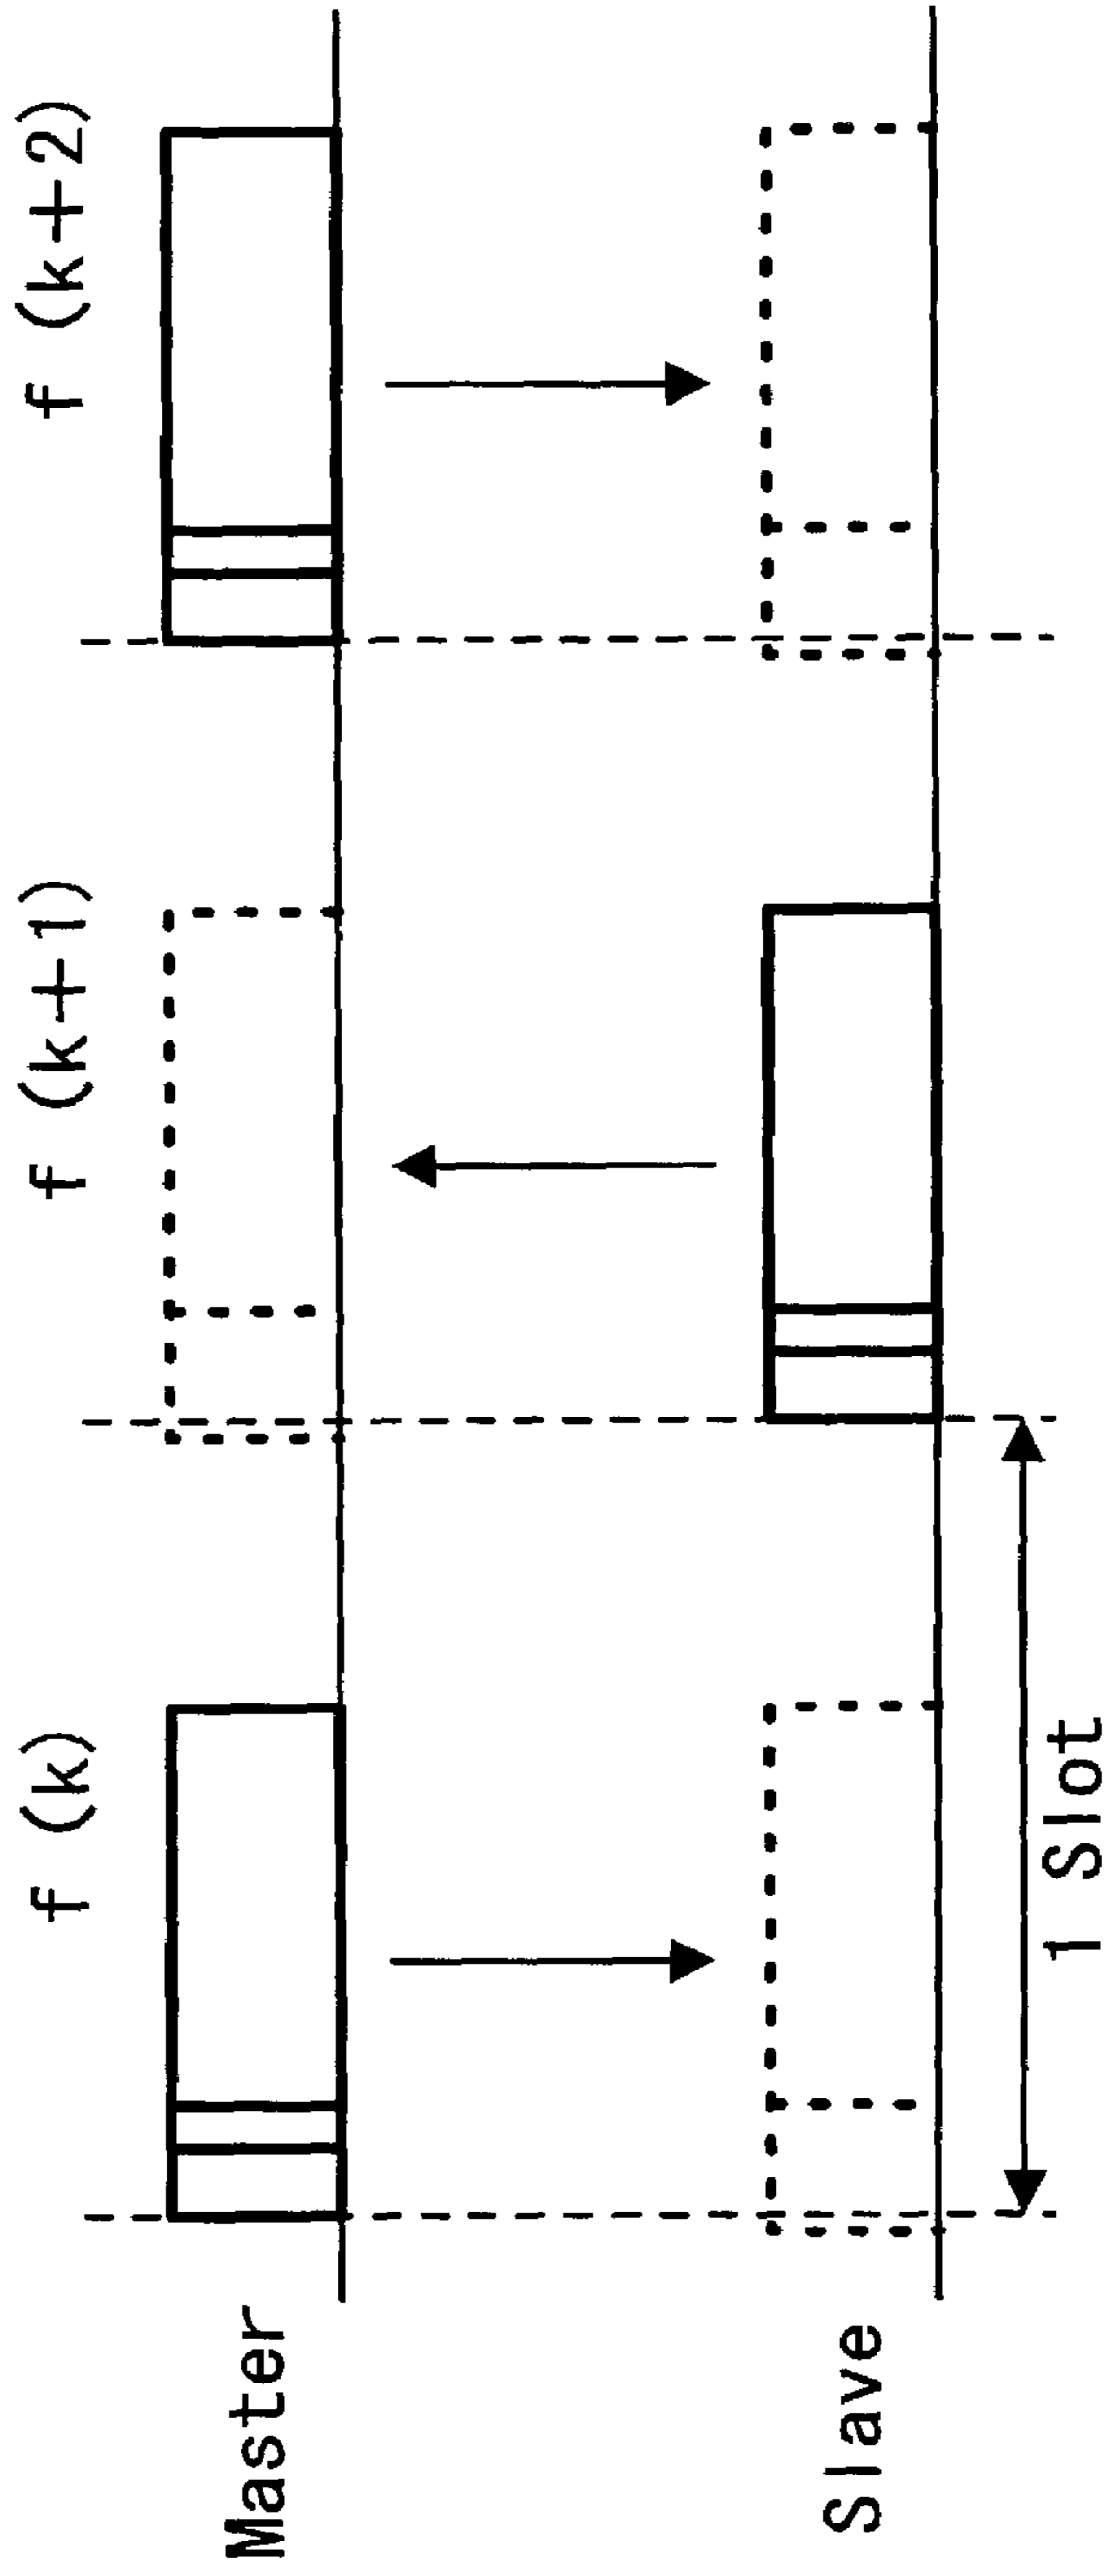 f (k)
f (k+1)
f (k+2)
Master
Slave
1 Slot